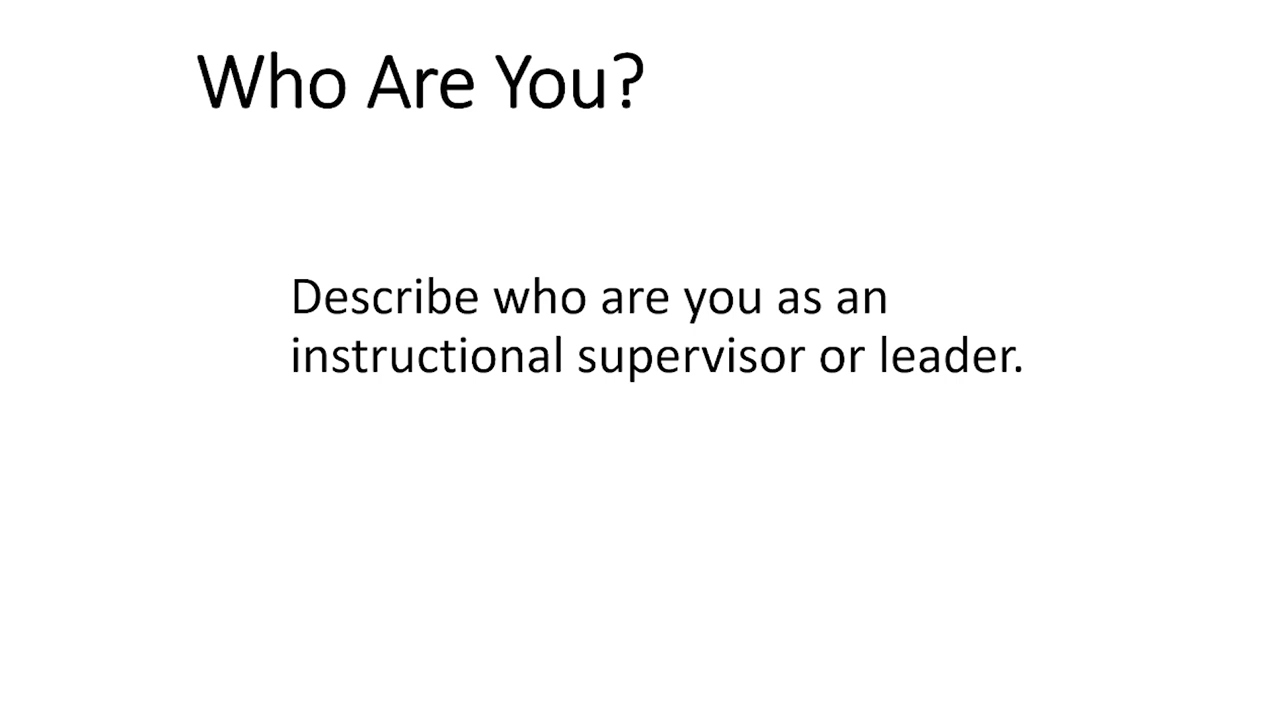 Who Are You?
Describe who are you as an
instructional supervisor or leader.